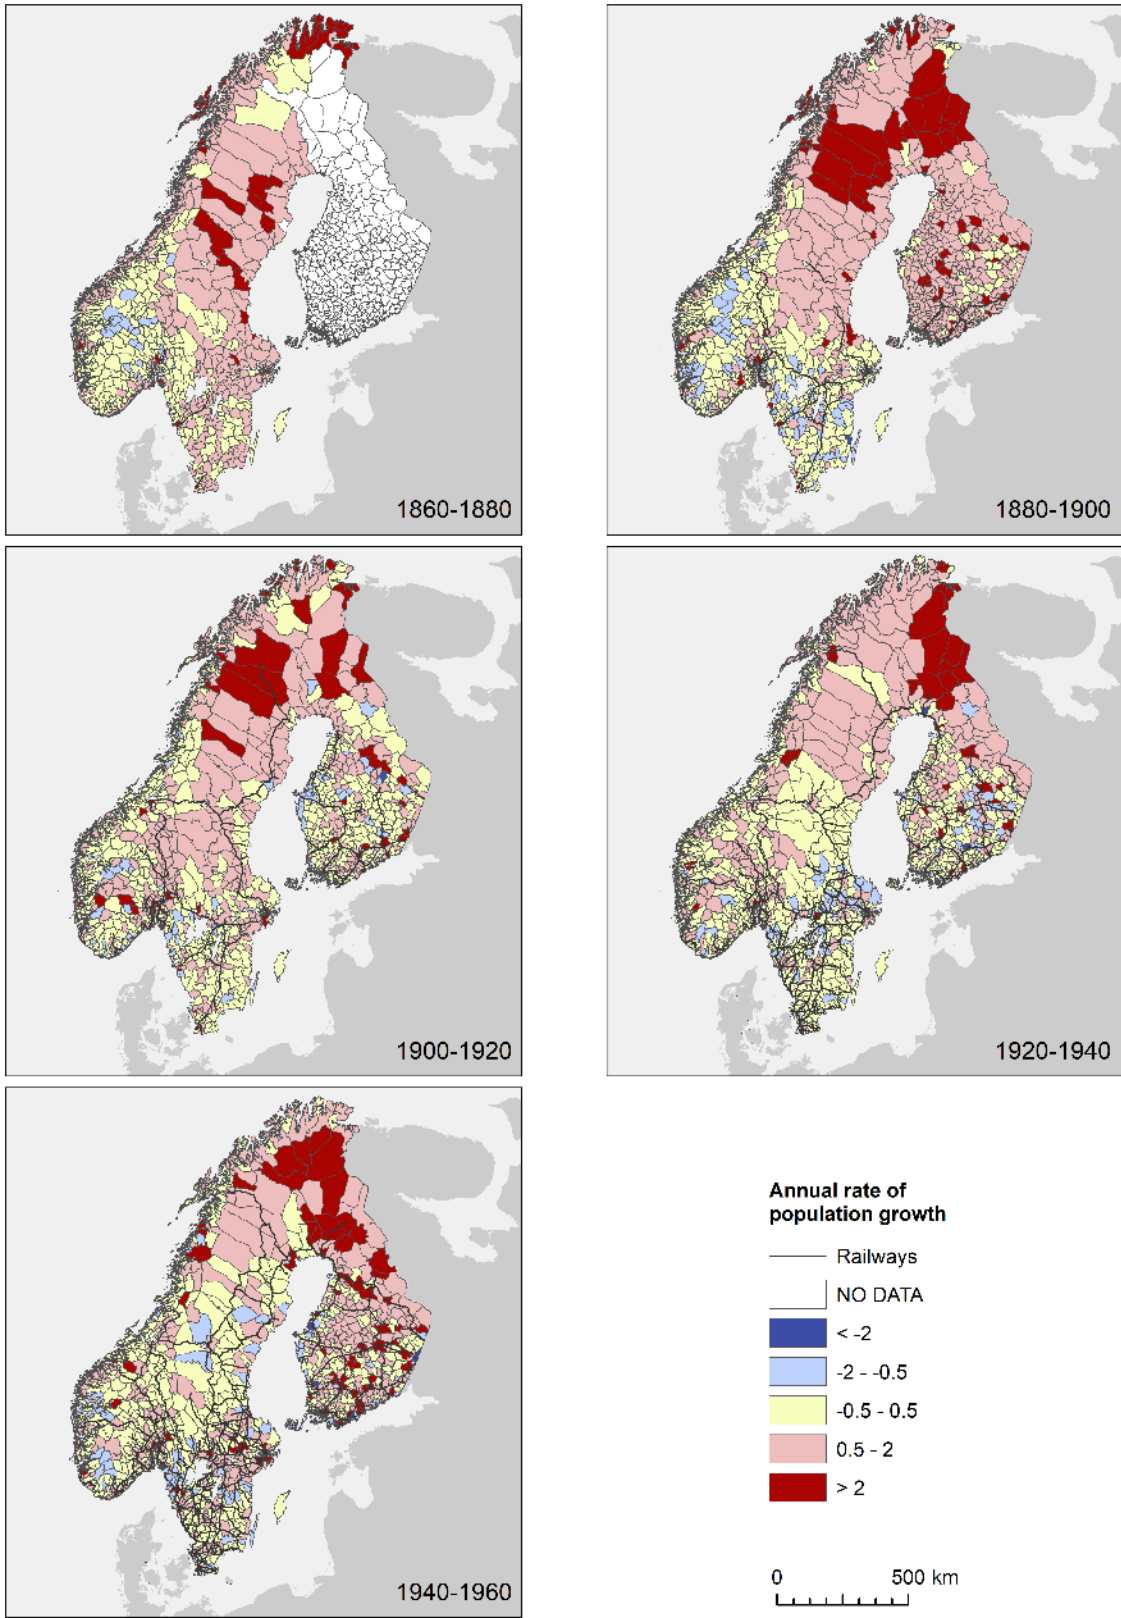 1860-1880
1880-1900
1900-1920
1920-1940
1940-1960
Annual rate of
population growth
Railways
NO DATA
< -2
-2 - -0.5
-0.5 - 0.5
0.5 - 2
> 2
0 500 km